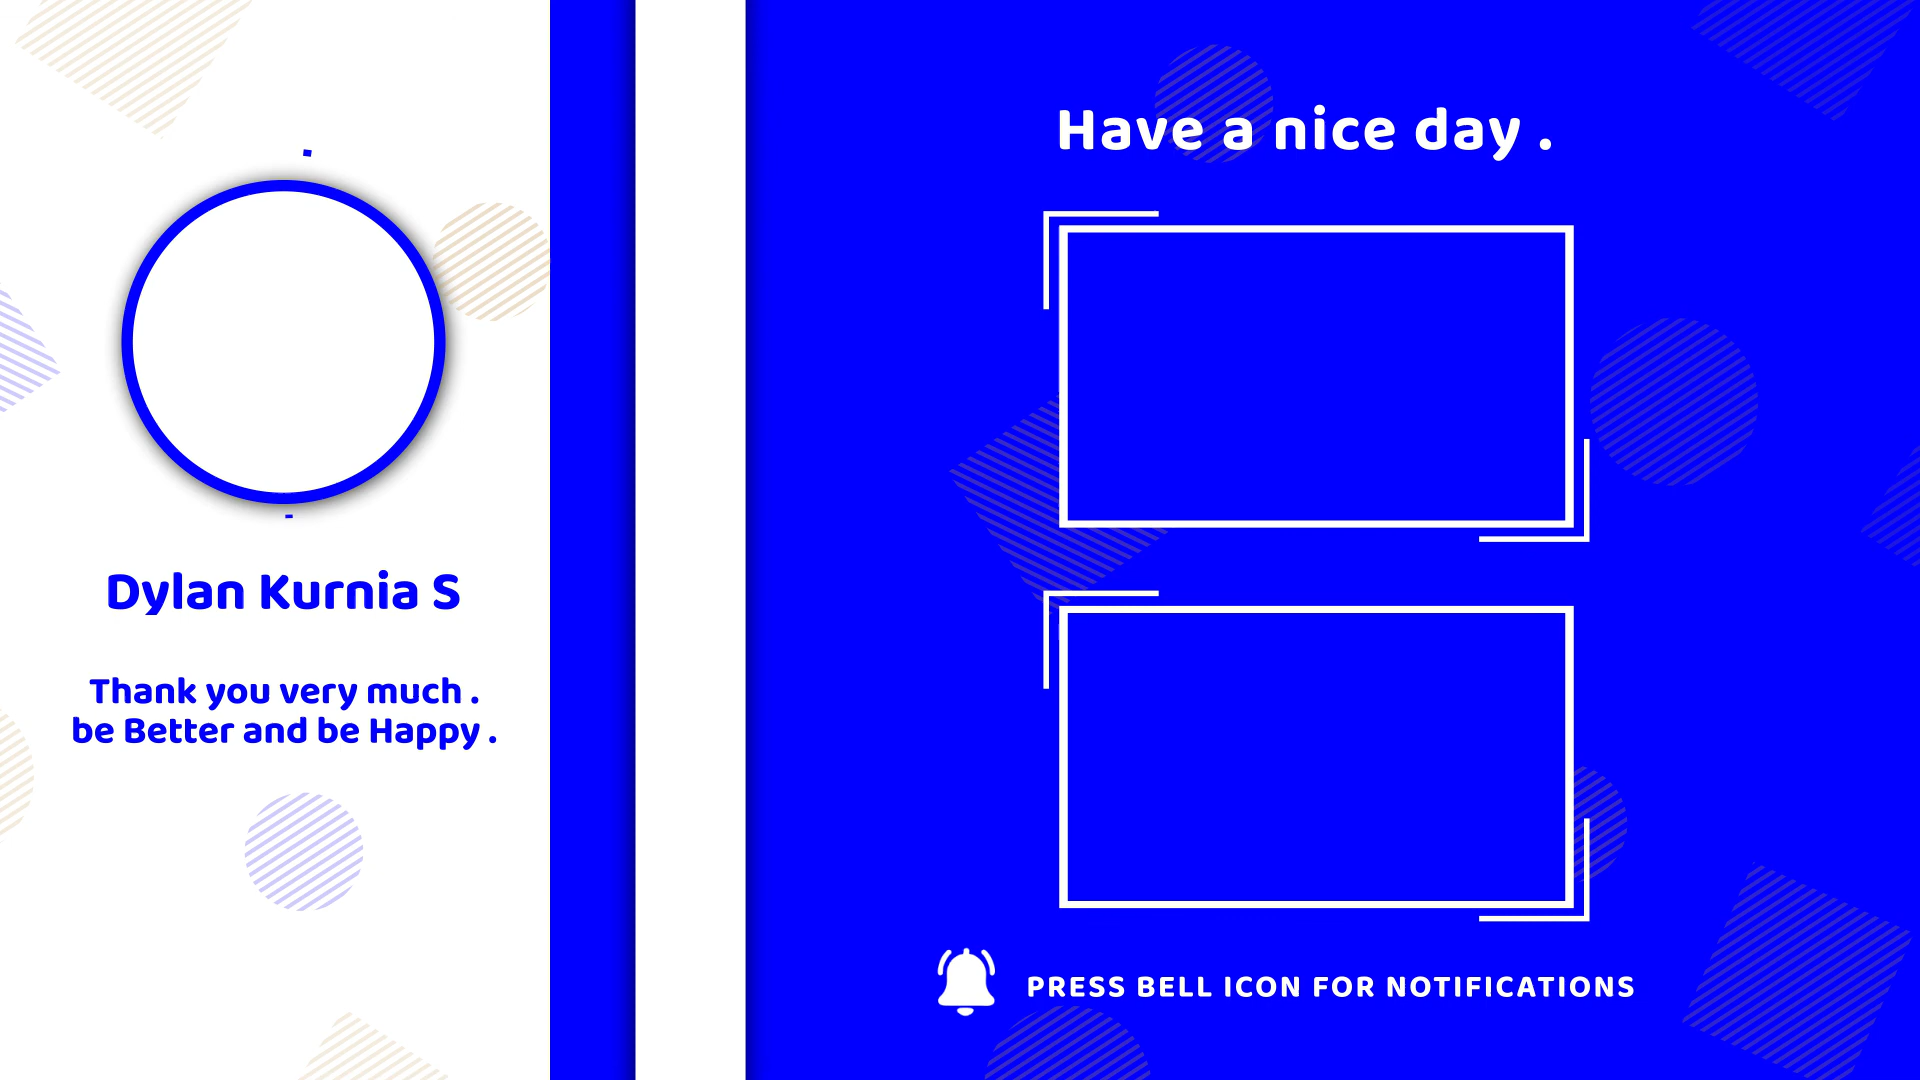 Dylan Kurnia S
Thank you very much .
be Better and be Happy .
Have a nice day .
PRESS BELL ICON FOR NOTIFICATIONS